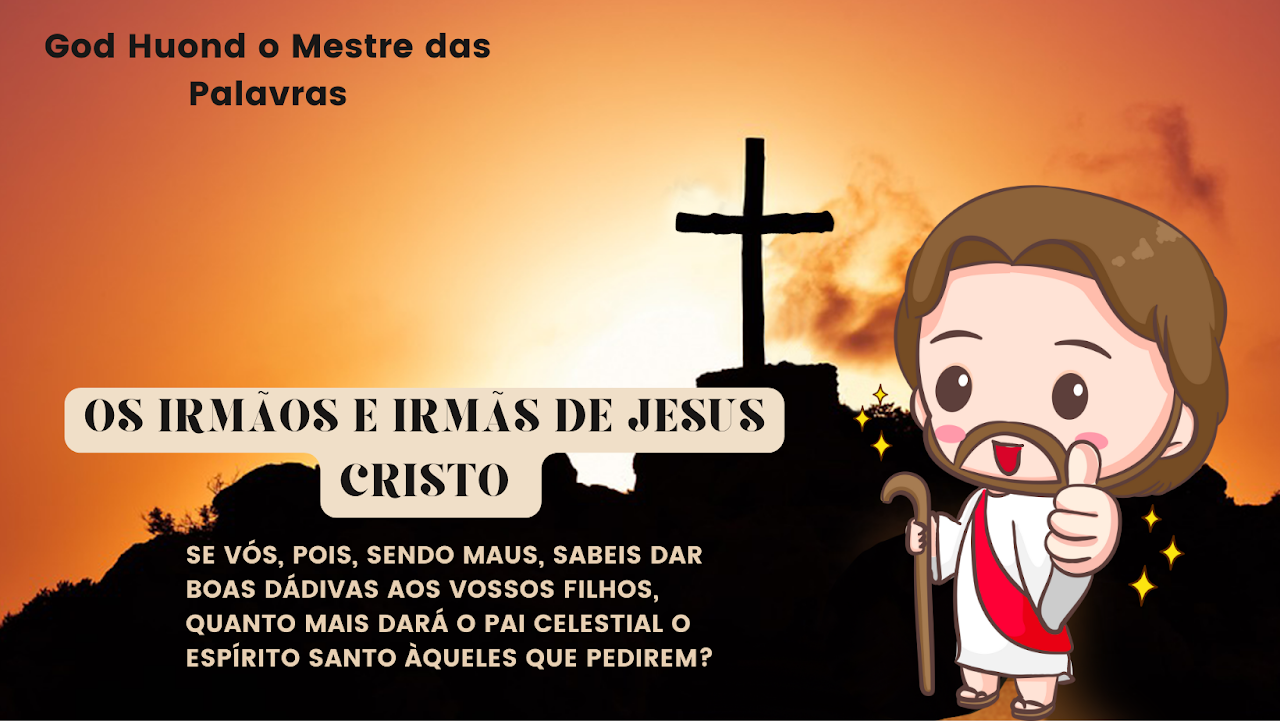 God Huond o Mestre das
Palavras
OS IRMÃOS E IRMÃS DE JESUS
CRISTO
SE VÓS, POIS, SENDO MAUS, SABEIS DAR
BOAS DÁDIVAS AOS VOSSOS FILHOS,
QUANTO MAIS DARÁ O PAI CELESTIAL O
ESPÍRITO SANTO ÀQUELES QUE PEDIREM?